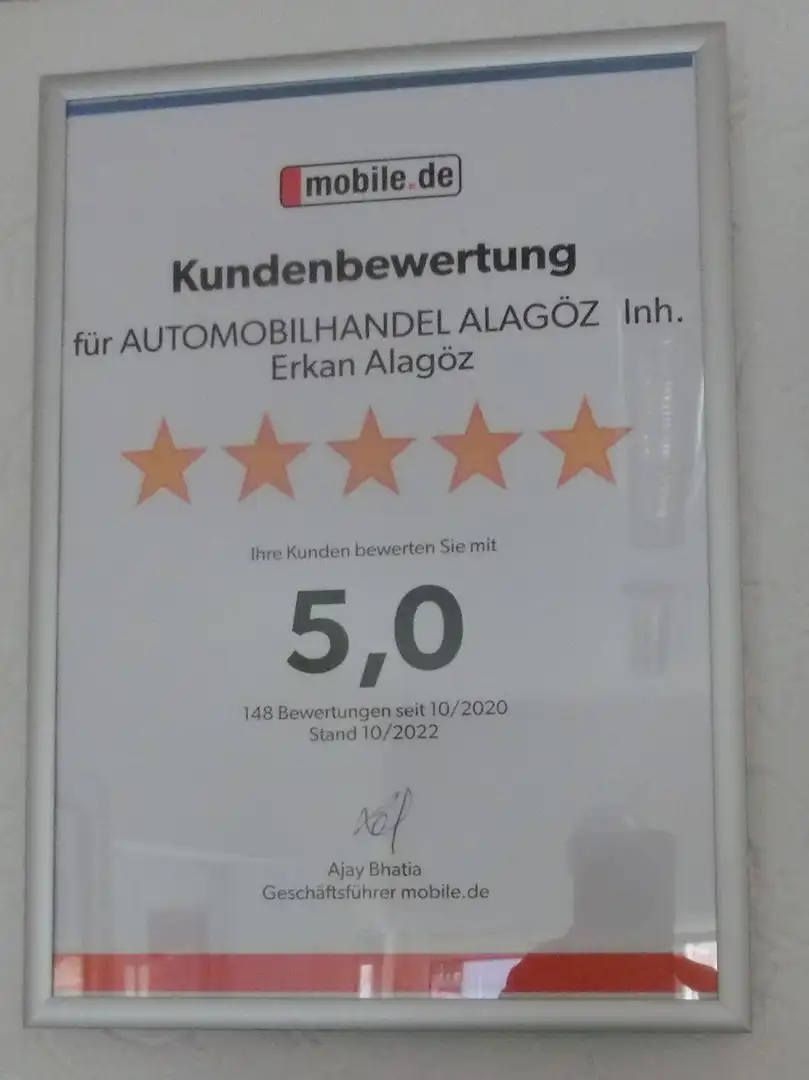 mobile.de
Kundenbewertung
für AUTOMOBILHANDEL ALAGÖZ Inh.
Erkan Alagöz
Ihre Kunden bewerten Sie mit
5,0
148 Bewertungen seit 10/2020
Stand 10/2022
Ajay Bhatia
Geschäftsführer mobile.de